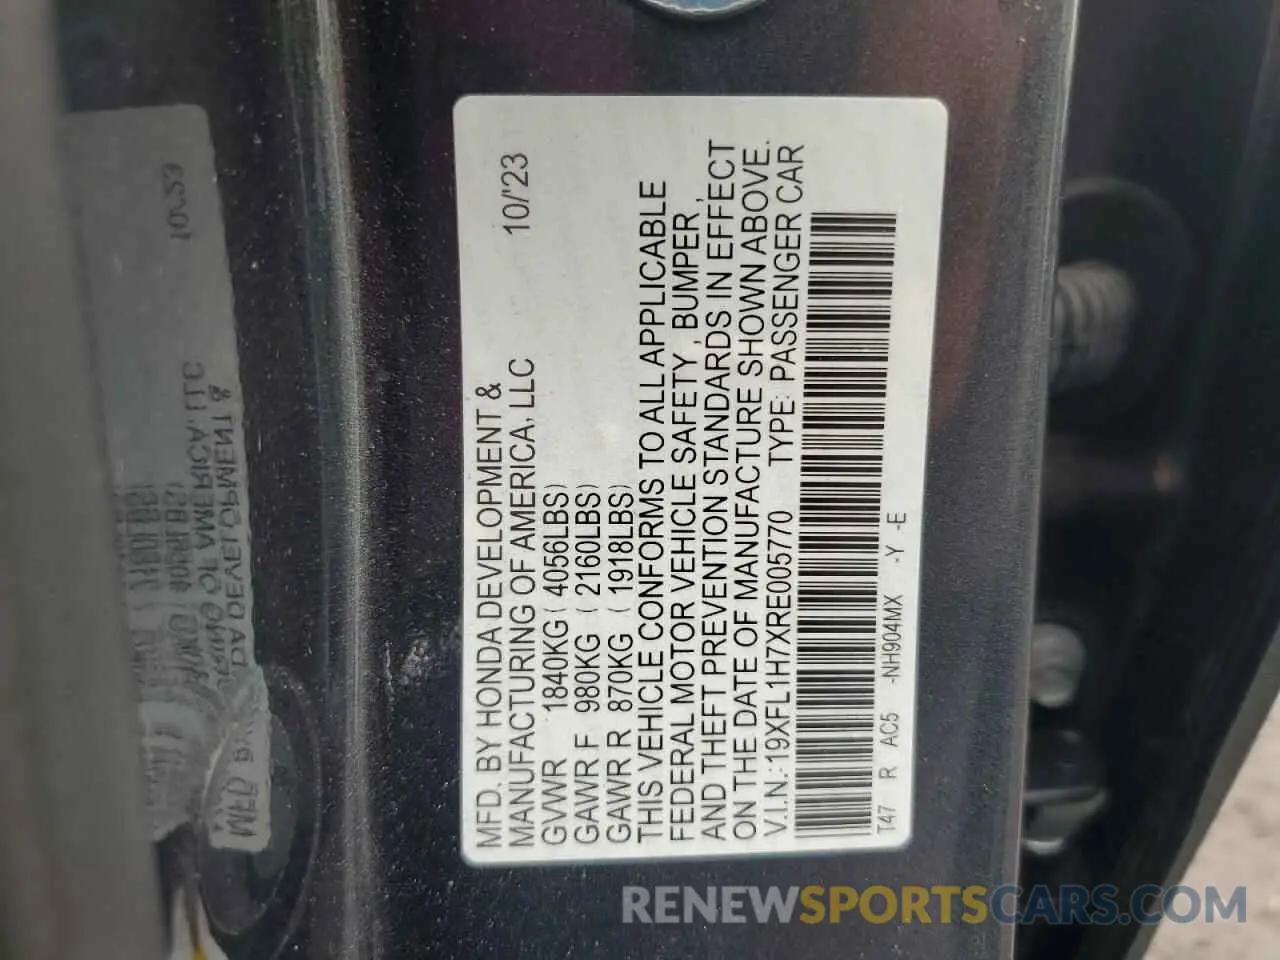 MFD. BY HONDA DEVELOPMENT & 10/'23
MANUFACTURING OF AMERICA, LLC
GVWR 1840KG ( 4056LBS)
GAWR F 980KG ( 2160LBS)
GAWR R 870KG ( 1918LBS)
THIS VEHICLE CONFORMS TO ALL APPLICABLE
FEDERAL MOTOR VEHICLE SAFETY , BUMPER ,
AND THEFT PREVENTION STANDARDS IN EFFECT
ON THE DATE OF MANUFACTURE SHOWN ABOVE.
V.I.N.:19XFL1H7XRE005770 TYPE: PASSENGER CAR
T47 R AC5 -NH904MX -Y -E
RENEWSPORTSCARS.COM